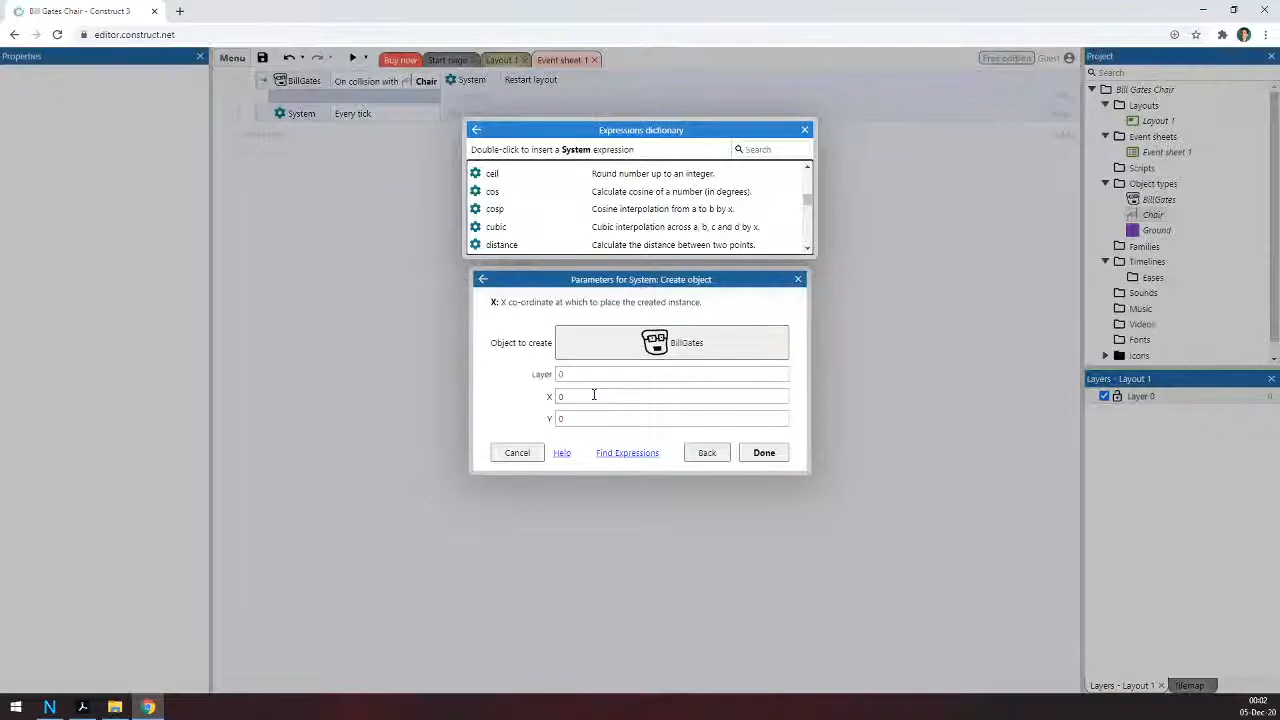 Bill Gates Chair - Construct 3
editor.construct.net
Properties
Menu
Buy now
Start page
Layout 1
Event sheet 1
Free edition
Guest
BillGates
On collision with
Chair
System
Restart layout
System
Every tick
Expressions dictionary
Double-click to insert a System expression
Search
ceil Round number up to an integer.
cos Calculate cosine of a number (in degrees).
cosp Cosine interpolation from a to b by x.
cubic Cubic interpolation across a, b, c and d by x.
distance Calculate the distance between two points.
Parameters for System: Create object
X: X co-ordinate at which to place the created instance.
Object to create BillGates
Layer 0
X 0
Y 0
Cancel Help Find Expressions Back Done
Project
Search
Bill Gates Chair
Layouts
Layout 1
Event sheets
Event sheet 1
Scripts
Object types
BillGates
Chair
Ground
Families
Timelines
Eases
Sounds
Music
Videos
Fonts
Icons
Layers - Layout 1
Layer 0 0
Layers - Layout 1
Tilemap
00:02
05-Dec-20